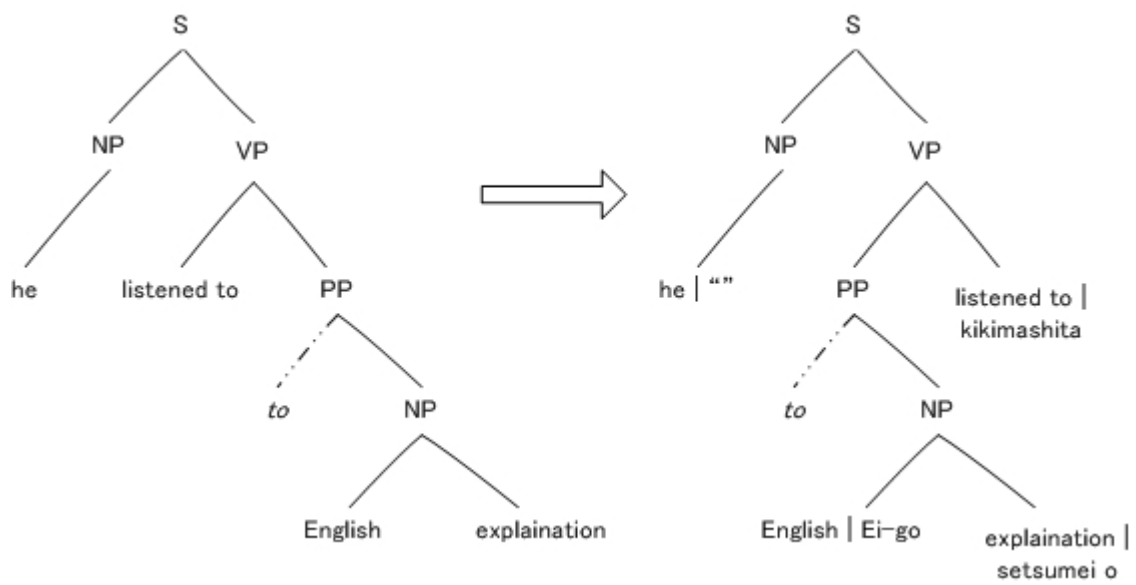 S
NP
VP
he
listened to
PP
to
NP
English
explaination
S
NP
VP
he | “”
PP
listened to |
kikimashita
to
NP
English | Ei-go
explaination |
setsumei o